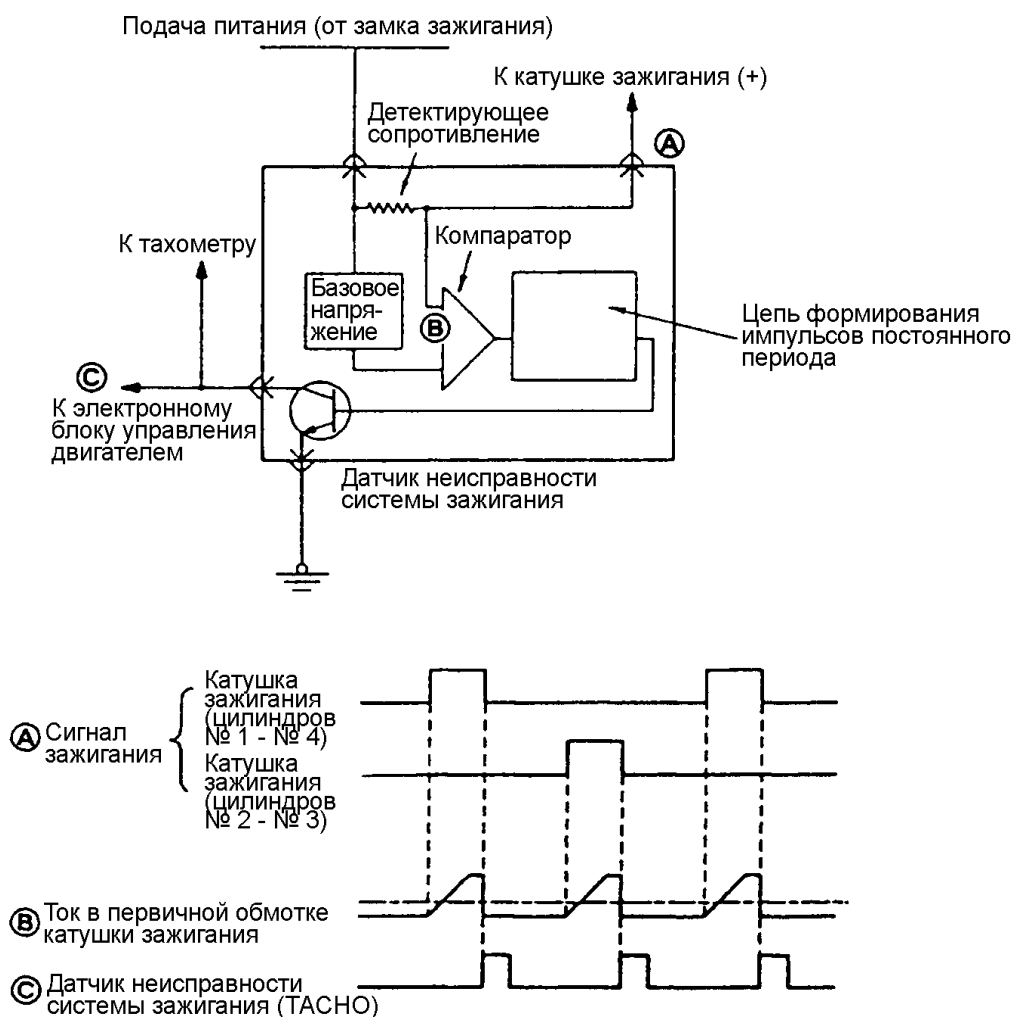 Подача питания (от замка зажигания)
К катушке зажигания (+)
Детектирующее
сопротивление
A
К тахометру
Компаратор
Базовое
напря-
жение
B
Цепь формирования
импульсов постоянного
периода
C
К электронному
блоку управления
двигателем
Датчик неисправности
системы зажигания
Катушка
зажигания
(цилиндров
№ 1 - № 4)
A Сигнал
зажигания
Катушка
зажигания
(цилиндров
№ 2 - № 3)
B Ток в первичной обмотке
катушки зажигания
C Датчик неисправности
системы зажигания (TACHO)